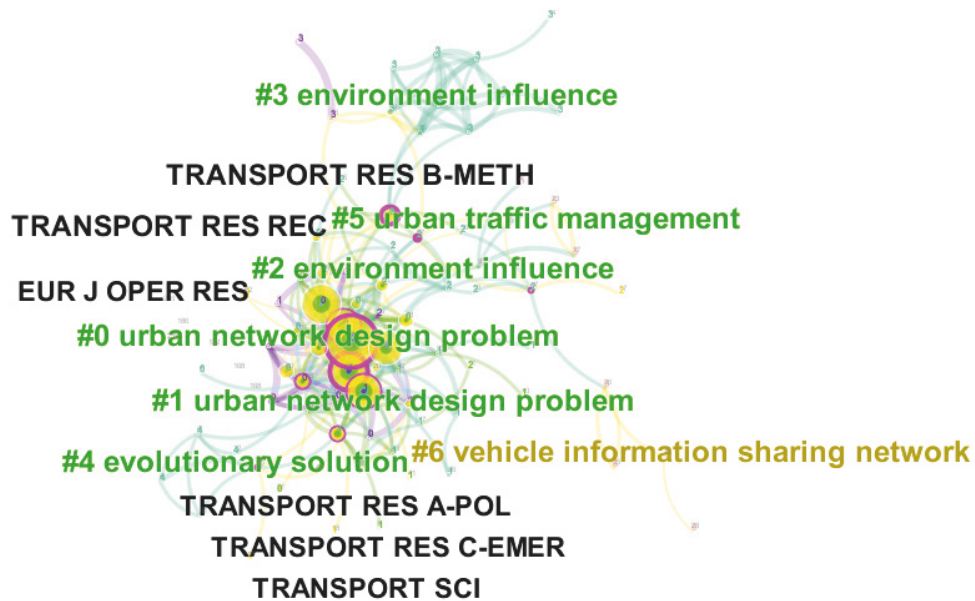 #3 environment influence
TRANSPORT RES B-METH
TRANSPORT RES REC
#5 urban traffic management
#2 environment influence
EUR J OPER RES
#0 urban network design problem
#1 urban network design problem
#4 evolutionary solution
#6 vehicle information sharing network
TRANSPORT RES A-POL
TRANSPORT RES C-EMER
TRANSPORT SCI